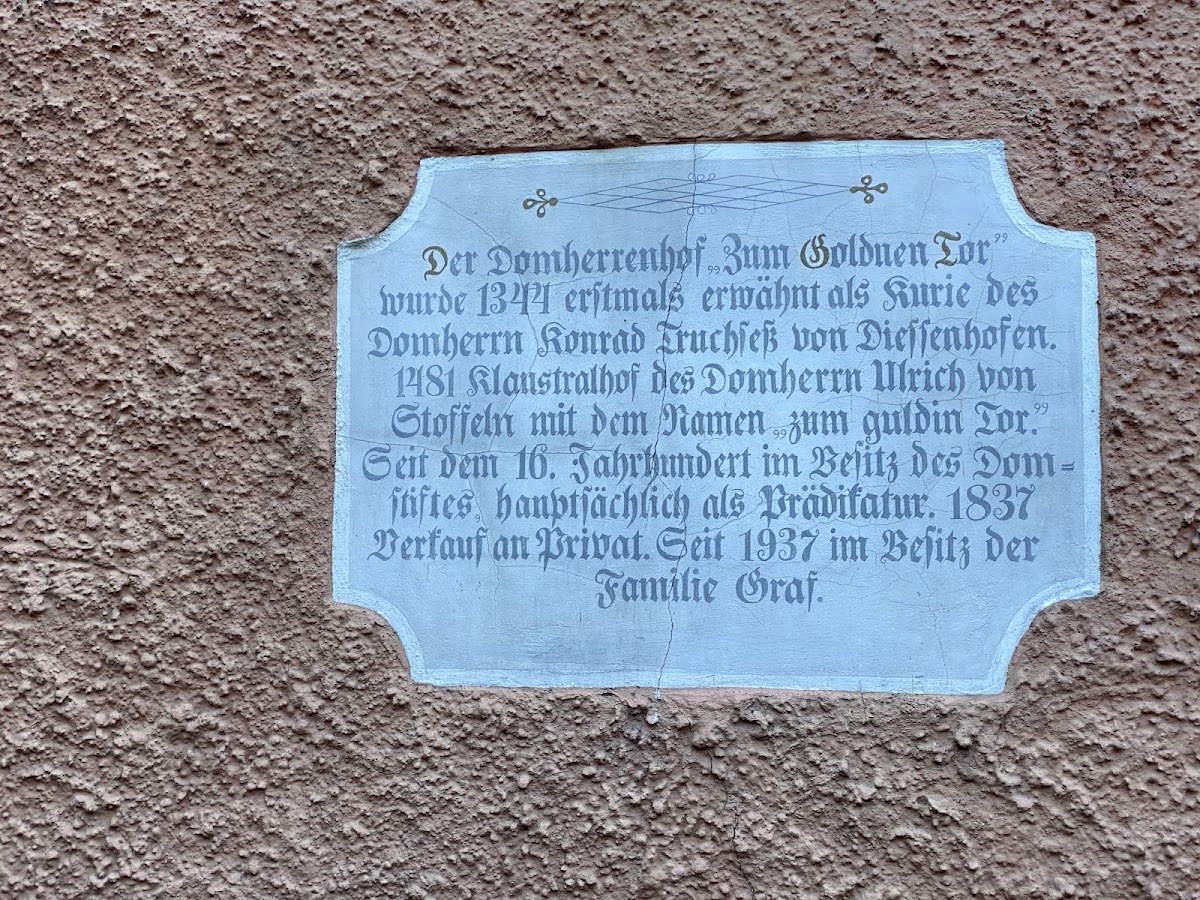 Der Domherrenhof „Zum Goldnen Tor”
wurde 1344 erstmals erwähnt als Kurie des
Domherrn Konrad Truchseß von Diessenhofen.
1481 Klaustralhof des Domherrn Ulrich von
Stoffeln mit dem Namen „zum guldin Tor.”
Seit dem 16. Jahrhundert im Besitz des Dom=
stiftes, hauptsächlich als Prädikatur. 1837
Verkauf an Privat. Seit 1937 im Besitz der
Familie Graf.